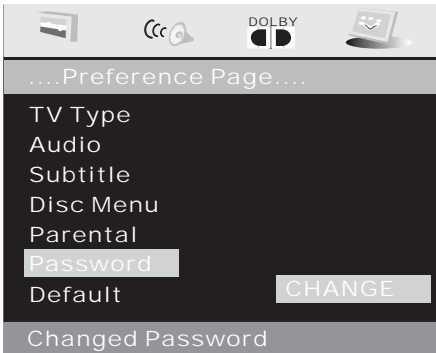 DOLBY
....Preference Page....
TV Type
Audio
Subtitle
Disc Menu
Parental
Password
Default
CHANGE
Changed Password